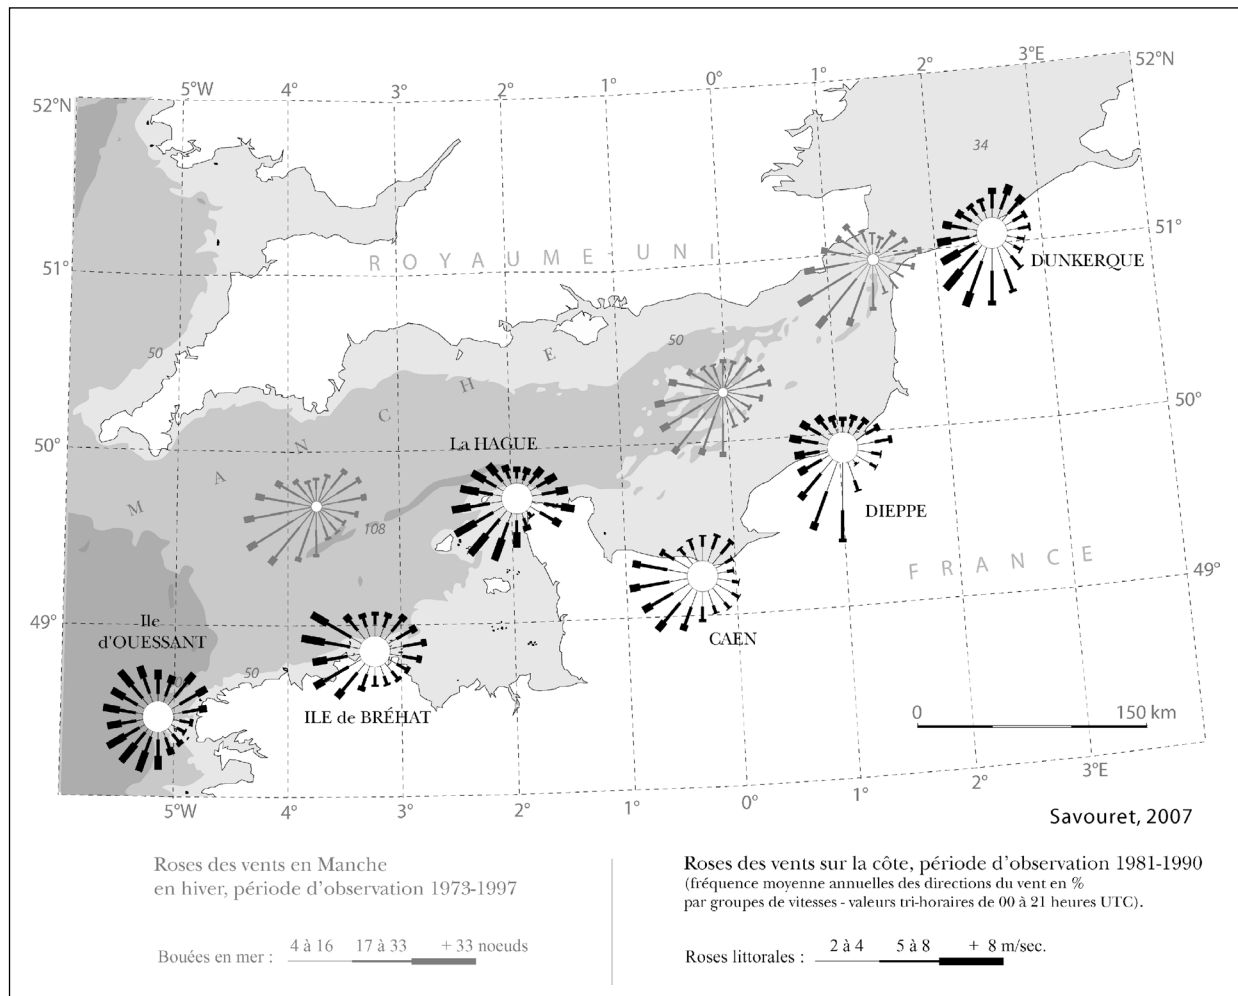 5°W 4° 3° 2° 1° 0° 1° 2° 3°E
52°N
52°N
34
51°
51°
ROYAUME-UNI
DUNKERQUE
50
50
MANCHE
50°
50°
La HAGUE
108
DIEPPE
FRANCE
49°
49°
Ile
d'OUESSANT
CAEN
50
ILE de BRÉHAT
0 150 km
5°W 4° 3° 2° 1° 0° 1° 2° 3°E
Savouret, 2007
Roses des vents en Manche
en hiver, période d'observation 1973-1997
Bouées en mer : 4 à 16 17 à 33 + 33 noeuds
Roses des vents sur la côte, période d'observation 1981-1990
(fréquence moyenne annuelles des directions du vent en %
par groupes de vitesses - valeurs tri-horaires de 00 à 21 heures UTC).
Roses littorales : 2 à 4 5 à 8 + 8 m/sec.